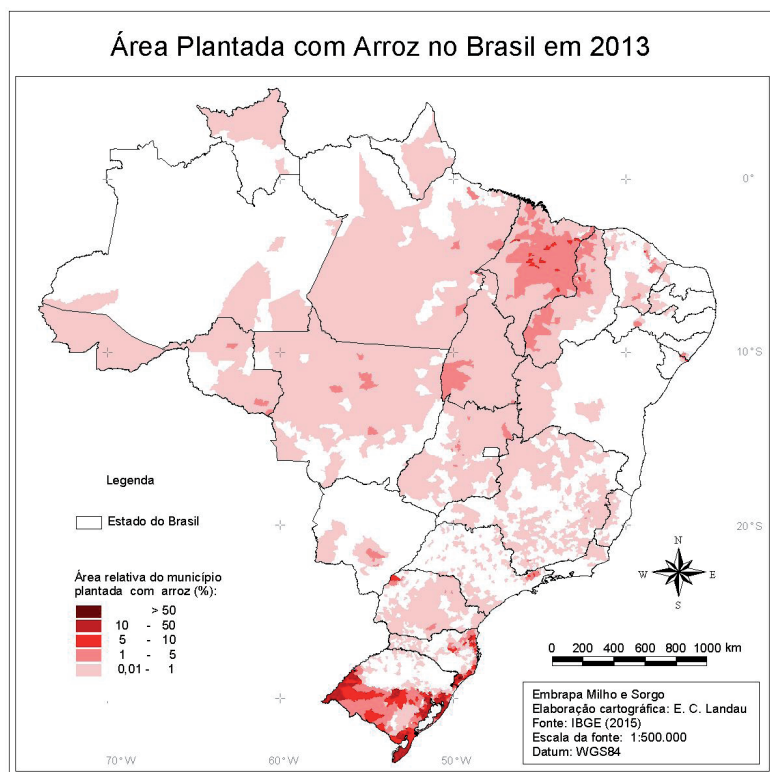 Área Plantada com Arroz no Brasil em 2013
0°
10°S
20°S
Legenda
Estado do Brasil
Área relativa do município
plantada com arroz (%):
> 50
10 - 50
5 - 10
1 - 5
0,01 - 1
N
W E
S
0 200 400 600 800 1000 km
Embrapa Milho e Sorgo
Elaboração cartográfica: E. C. Landau
Fonte: IBGE (2015)
Escala da fonte: 1:500.000
Datum: WGS84
70°W 60°W 50°W